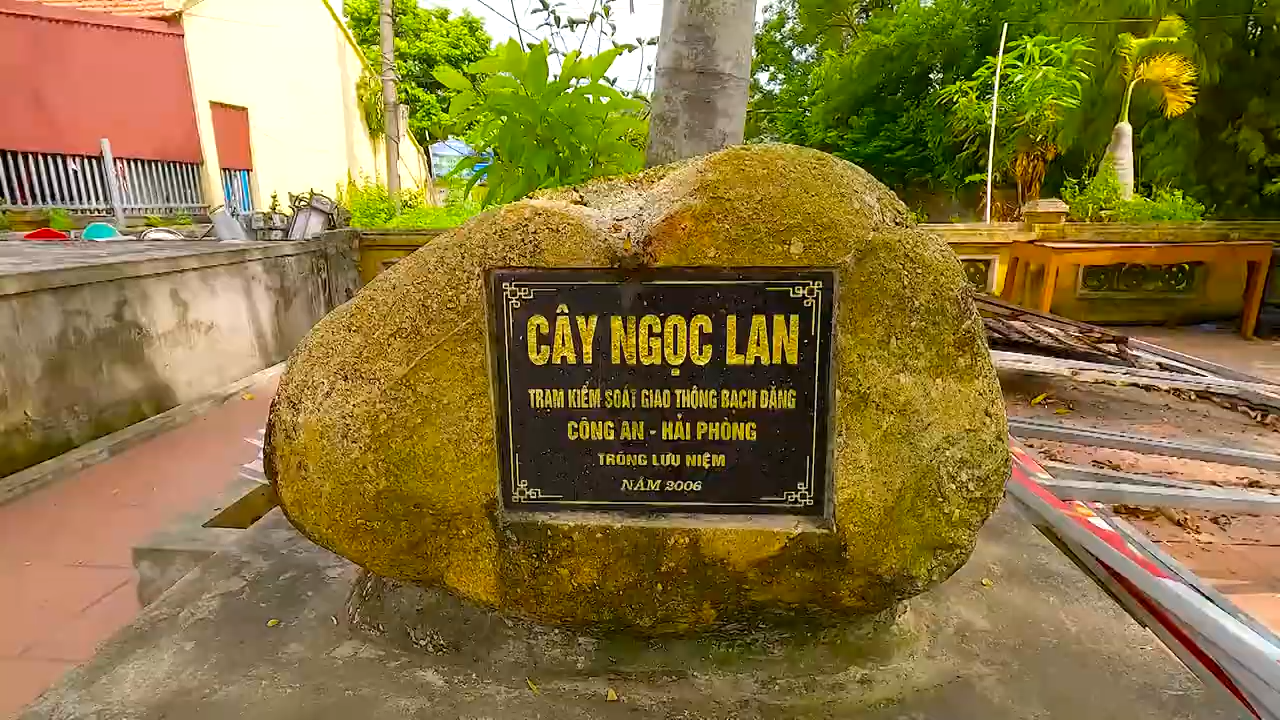 CÂY NGỌC LAN
TRẠM KIỂM SOÁT GIAO THÔNG BẠCH ĐẰNG
CÔNG AN - HẢI PHÒNG
TRỒNG LƯU NIỆM
NĂM 2006